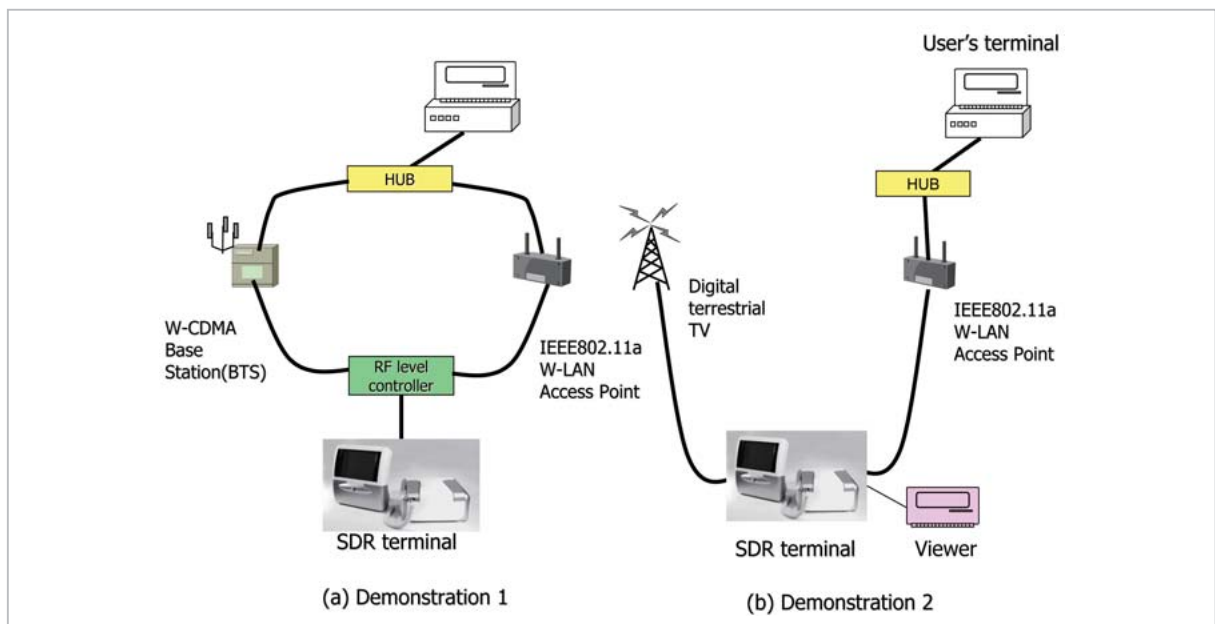 HUB
W-CDMA
Base
Station(BTS)
IEEE802.11a
W-LAN
Access Point
RF level
controller
SDR terminal
(a) Demonstration 1
User's terminal
HUB
Digital
terrestrial
TV
IEEE802.11a
W-LAN
Access Point
SDR terminal
Viewer
(b) Demonstration 2